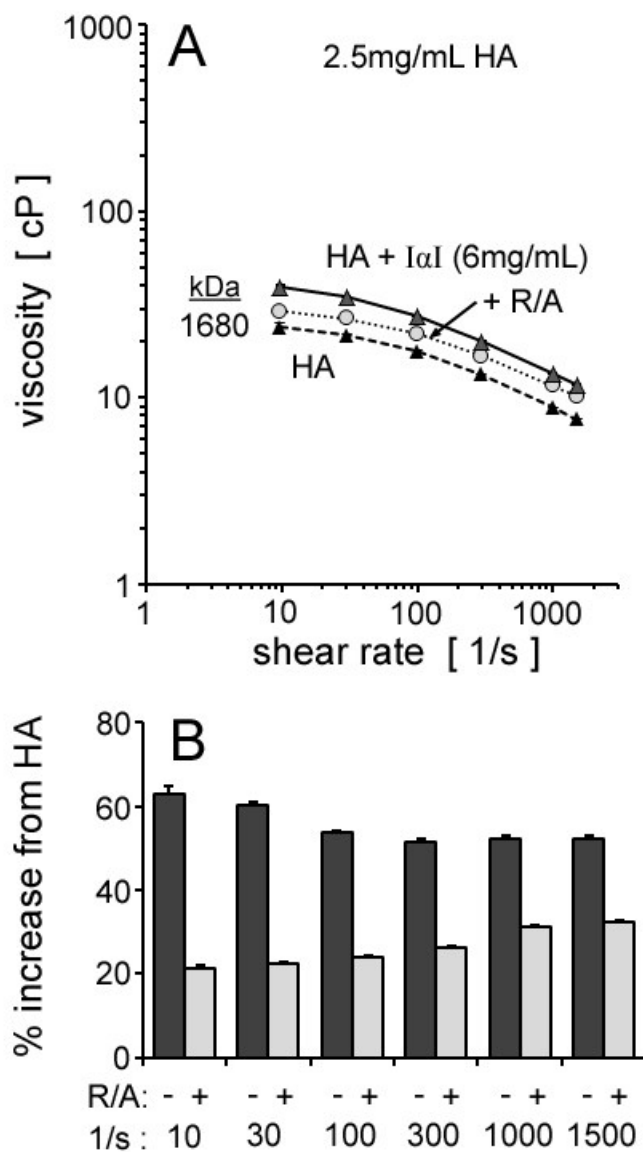 A
2.5mg/mL HA
1000
100
10
1
viscosity [ cP ]
HA + IαI (6mg/mL)
+ R/A
kDa
1680
HA
1 10 100 1000
shear rate [ 1/s ]
B
80
60
40
20
0
% increase from HA
R/A: - + - + - + - + - + - +
1/s : 10 30 100 300 1000 1500